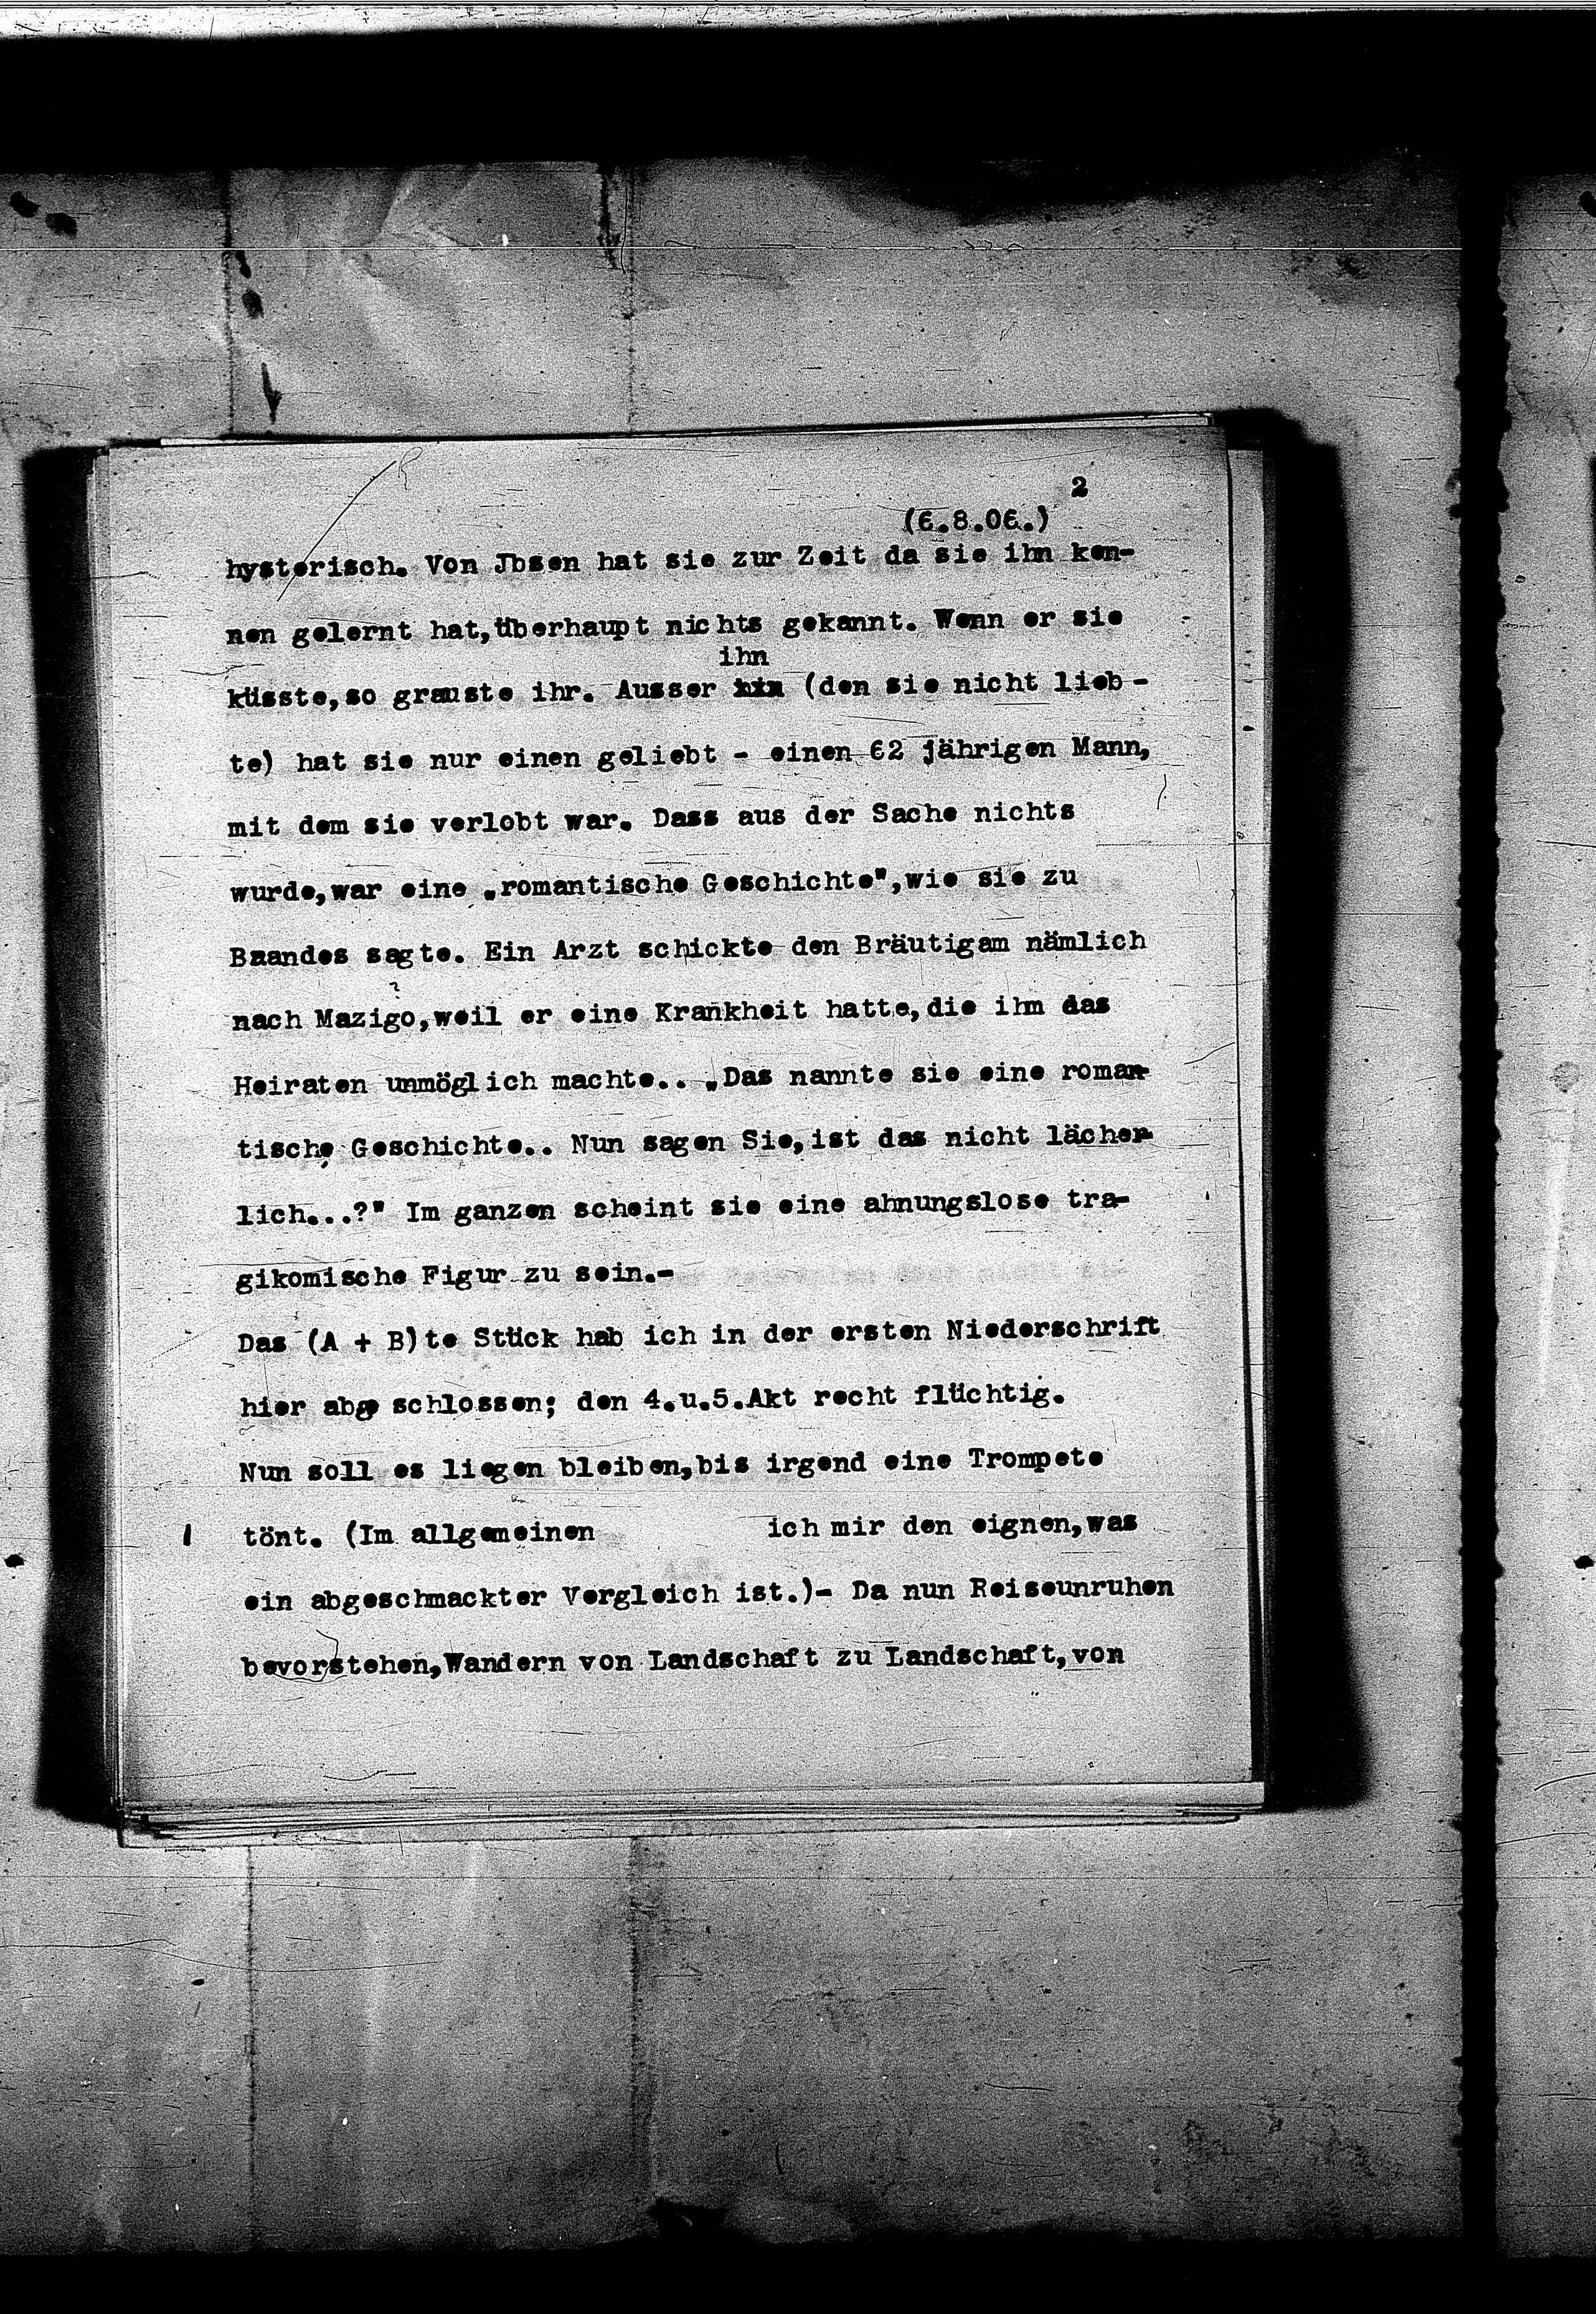 2
(6.8.06.)
hysterisch. Von Jbsen hat sie zur Zeit da sie ihn ken-
nen gelernt hat,überhaupt nichts gekannt. Wenn er sie
ihn
küsste,so grauste ihr. Ausser hin (den sie nicht lieb-
te) hat sie nur einen geliebt - einen 62 jährigen Mann,
mit dem sie verlobt war. Dass aus der Sache nichts
wurde,war eine „romantische Geschichte",wie sie zu
Brandes sagte. Ein Arzt schickte den Bräutigam nämlich
?
nach Mazigo,weil er eine Krankheit hatte,die ihm das
Heiraten unmöglich machte.. „Das nannte sie eine roman-
tische Geschichte.. Nun sagen Sie,ist das nicht lächer-
lich...?" Im ganzen scheint sie eine ahnungslose tra-
gikomische Figur zu sein.-
Das (A + B)te Stück hab ich in der ersten Niederschrift
hier abge schlossen; den 4.u.5.Akt recht flüchtig.
Nun soll es liegen bleiben,bis irgend eine Trompete
tönt. (Im allgemeinen ich mir den eignen,was
ein abgeschmackter Vergleich ist.)- Da nun Reiseunruhen
bevorstehen,Wandern von Landschaft zu Landschaft,von